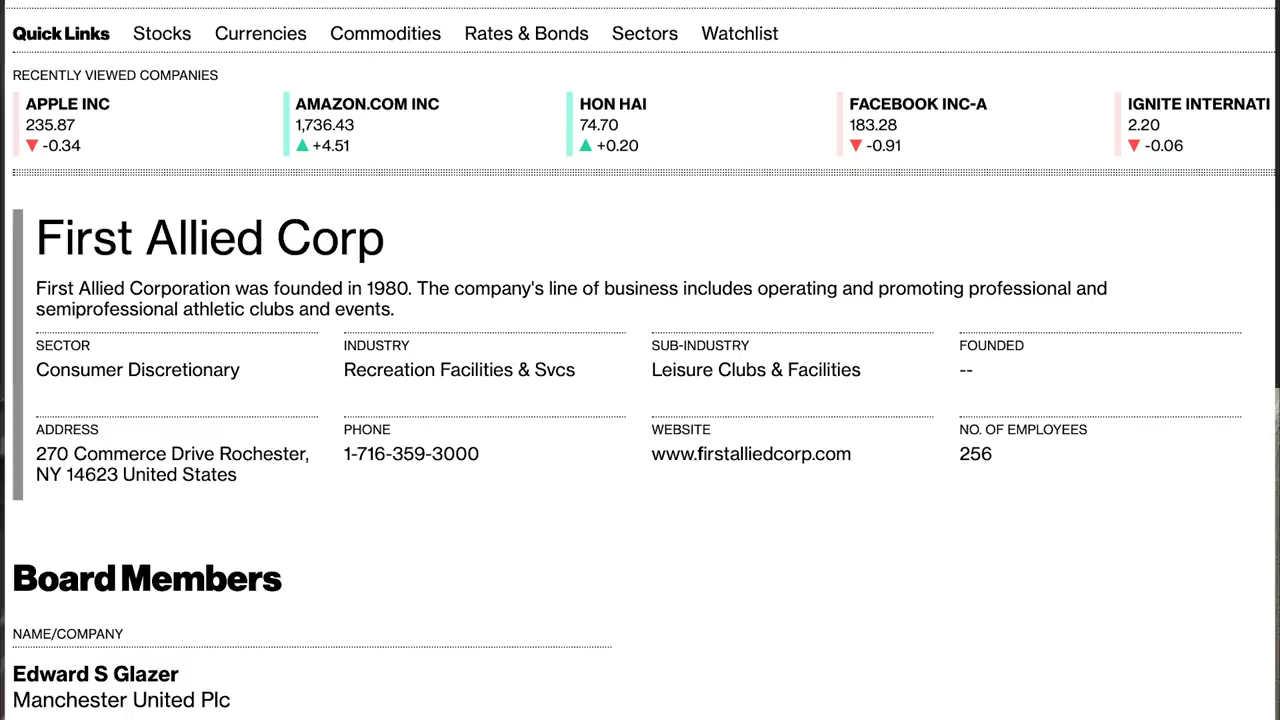 Quick Links Stocks Currencies Commodities Rates & Bonds Sectors Watchlist
RECENTLY VIEWED COMPANIES
APPLE INC AMAZON.COM INC HON HAI FACEBOOK INC-A IGNITE INTERNATI
235.87 1,736.43 74.70 183.28 2.20
▼ -0.34 ▲ +4.51 ▲ +0.20 ▼ -0.91 ▼ -0.06
First Allied Corp
First Allied Corporation was founded in 1980. The company's line of business includes operating and promoting professional and
semiprofessional athletic clubs and events.
SECTOR INDUSTRY SUB-INDUSTRY FOUNDED
Consumer Discretionary Recreation Facilities & Svcs Leisure Clubs & Facilities --
ADDRESS PHONE WEBSITE NO. OF EMPLOYEES
270 Commerce Drive Rochester, 1-716-359-3000 www.firstalliedcorp.com 256
NY 14623 United States
Board Members
NAME/COMPANY
Edward S Glazer
Manchester United Plc